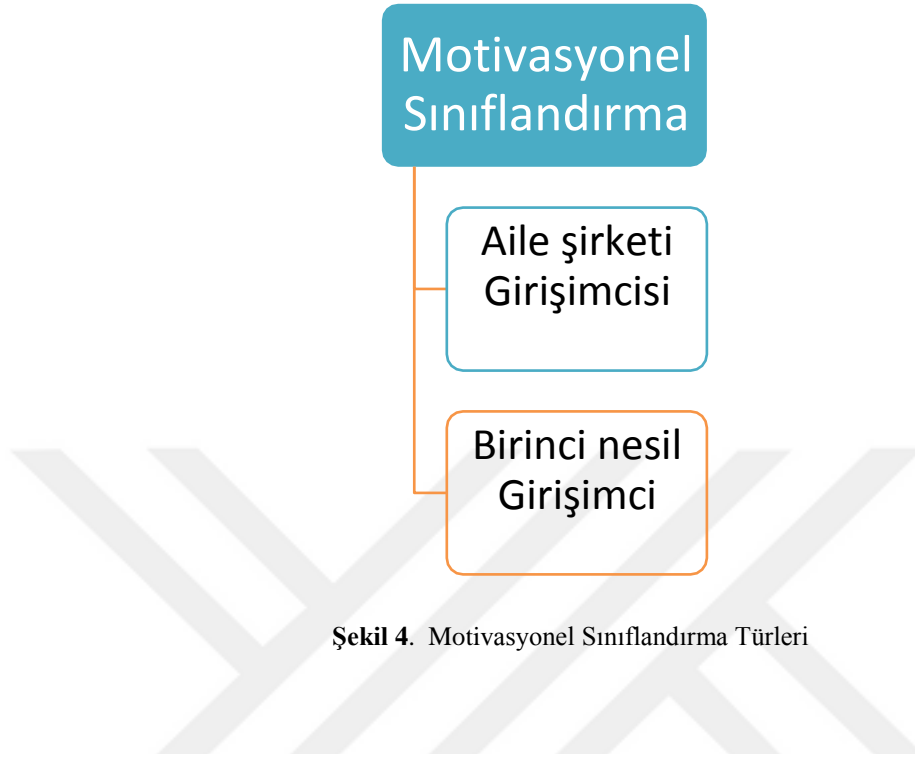 Motivasyonel
Sınıflandırma
Aile şirketi
Girişimcisi
Birinci nesil
Girişimci
Şekil 4. Motivasyonel Sınıflandırma Türleri